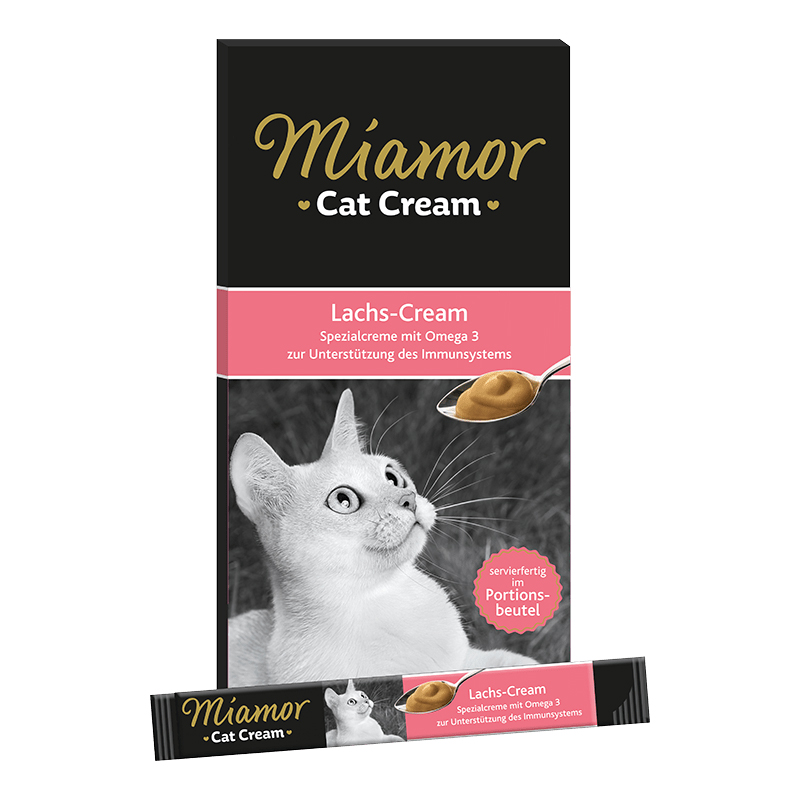 Miamor
Cat Cream
Lachs-Cream
Spezialcreme mit Omega 3
zur Unterstützung des Immunsystems
servierfertig
im
Portions-
beutel
Miamor
Cat Cream
Lachs-Cream
Spezialcreme mit Omega 3
zur Unterstützung des Immunsystems